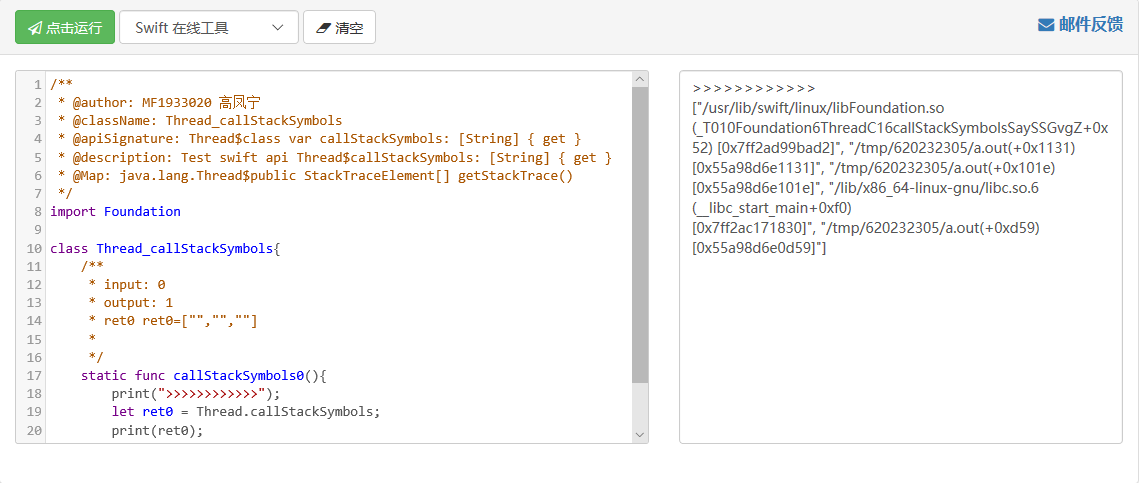 点击运行 Swift 在线工具 清空 邮件反馈
1 /**
2 * @author: MF1933020 高凤宁
3 * @className: Thread_callStackSymbols
4 * @apiSignature: Thread$class var callStackSymbols: [String] { get }
5 * @description: Test swift api Thread$callStackSymbols: [String] { get }
6 * @Map: java.lang.Thread$public StackTraceElement[] getStackTrace()
7 */
8 import Foundation
9
10 class Thread_callStackSymbols{
11 /**
12 * input: 0
13 * output: 1
14 * ret0 ret0=["","",""]
15 *
16 */
17 static func callStackSymbols0(){
18 print(">>>>>>>>>>>>");
19 let ret0 = Thread.callStackSymbols;
20 print(ret0);
>>>>>>>>>>>>
["/usr/lib/swift/linux/libFoundation.so
(_T010Foundation6ThreadC16callStackSymbolsSaySSGvgZ+0x
52) [0x7ff2ad99bad2]", "/tmp/620232305/a.out(+0x1131)
[0x55a98d6e1131]", "/tmp/620232305/a.out(+0x101e)
[0x55a98d6e101e]", "/lib/x86_64-linux-gnu/libc.so.6
(__libc_start_main+0xf0)
[0x7ff2ac171830]", "/tmp/620232305/a.out(+0xd59)
[0x55a98d6e0d59]"]